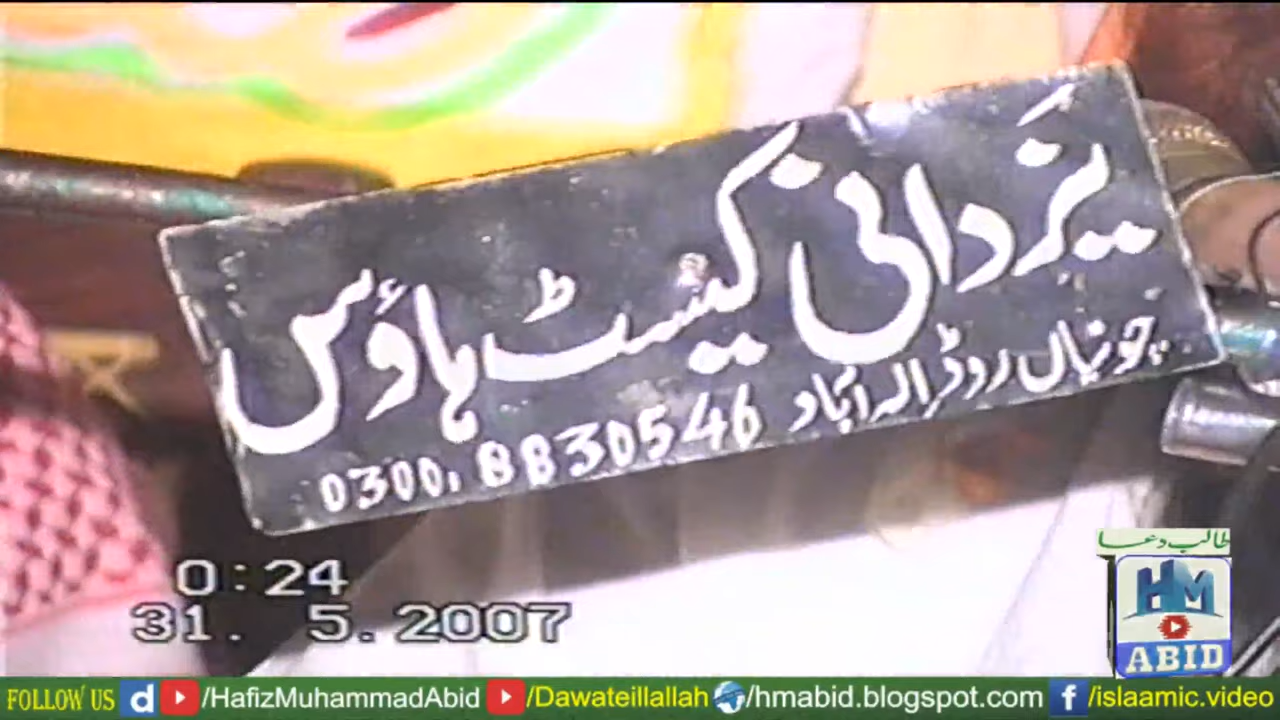 یَزدانی کیسٹ ہاؤس
چونیاں روڈ الہ آباد 0300.8830546
0:24
31. 5.2007
طالب دعا
HM
ABID
FOLLOW US d /HafizMuhammadAbid /Dawateillallah /hmabid.blogspot.com f /islaamic.video